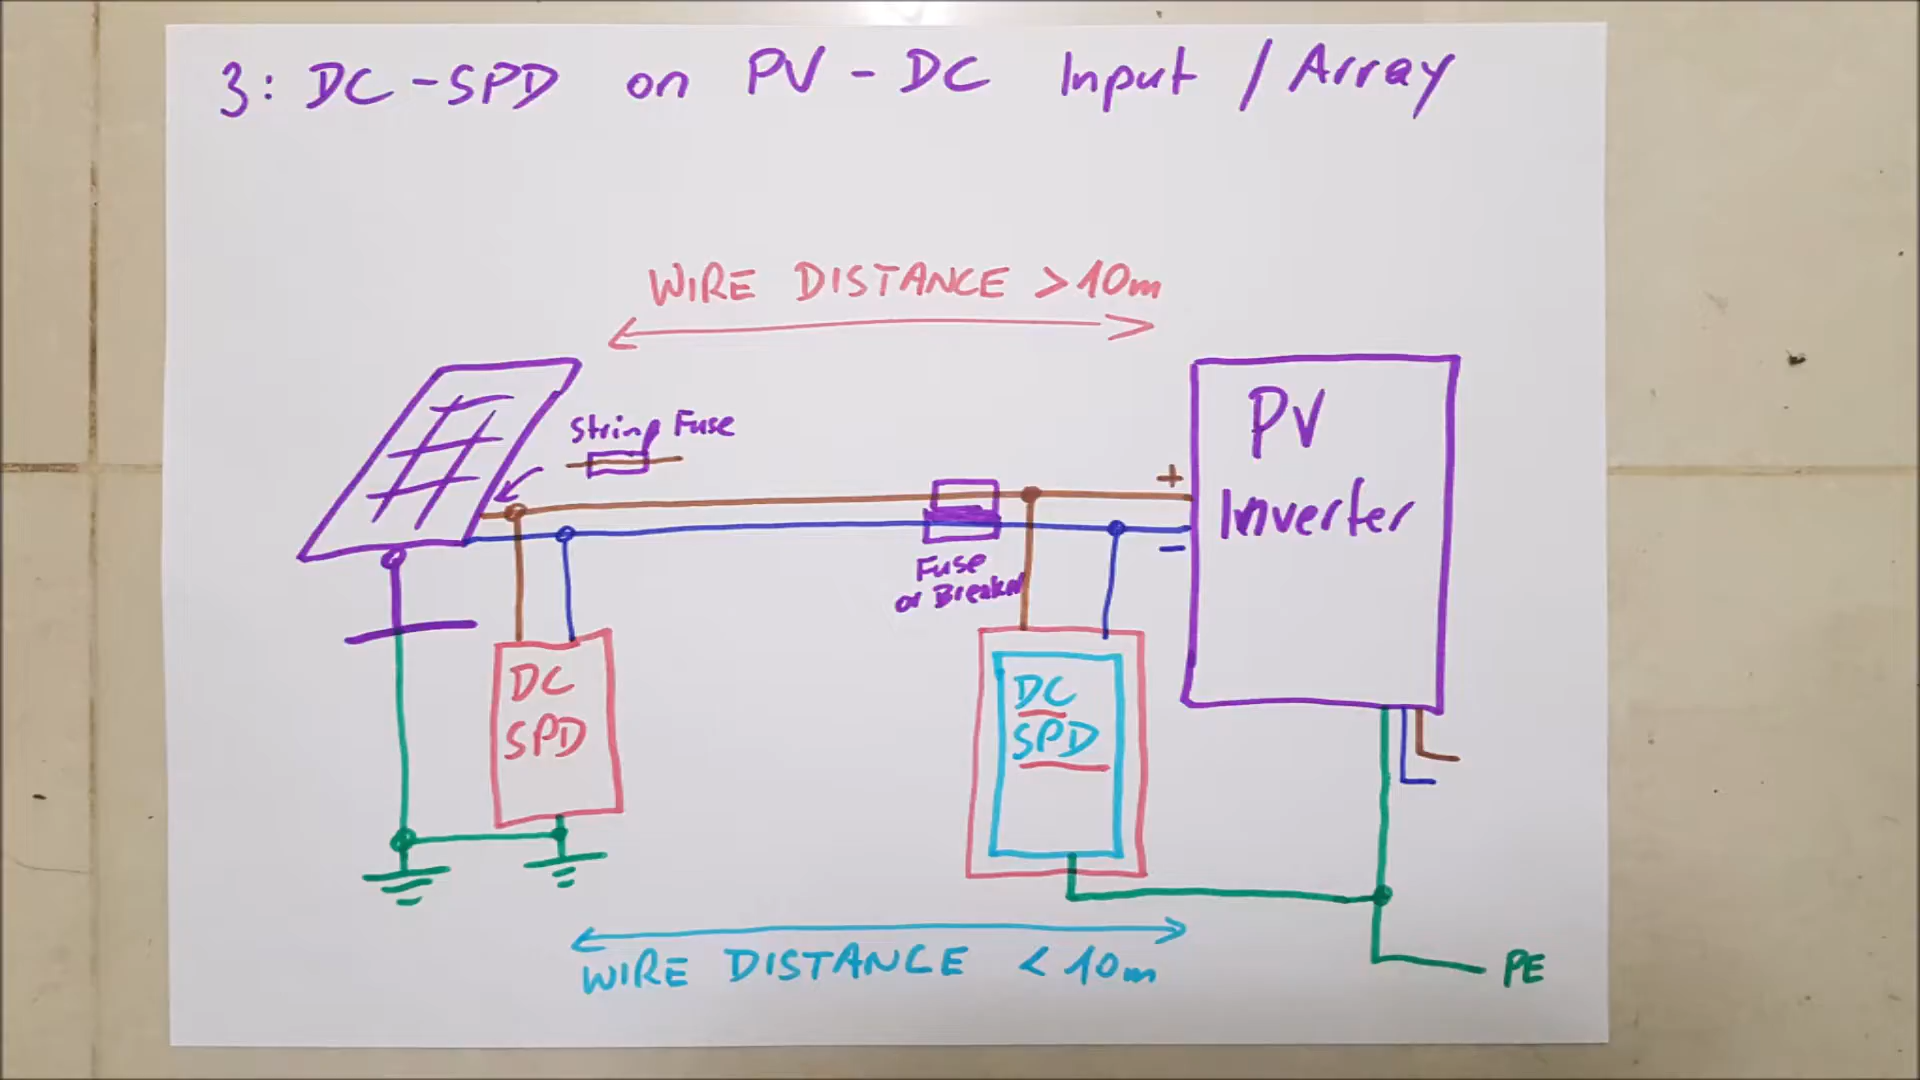 3: DC-SPD on PV-DC Input / Array
WIRE DISTANCE >10m
String Fuse
+
PV
Inverter
-
Fuse
or Breaker
DC
SPD
DC
SPD
WIRE DISTANCE <10m
PE